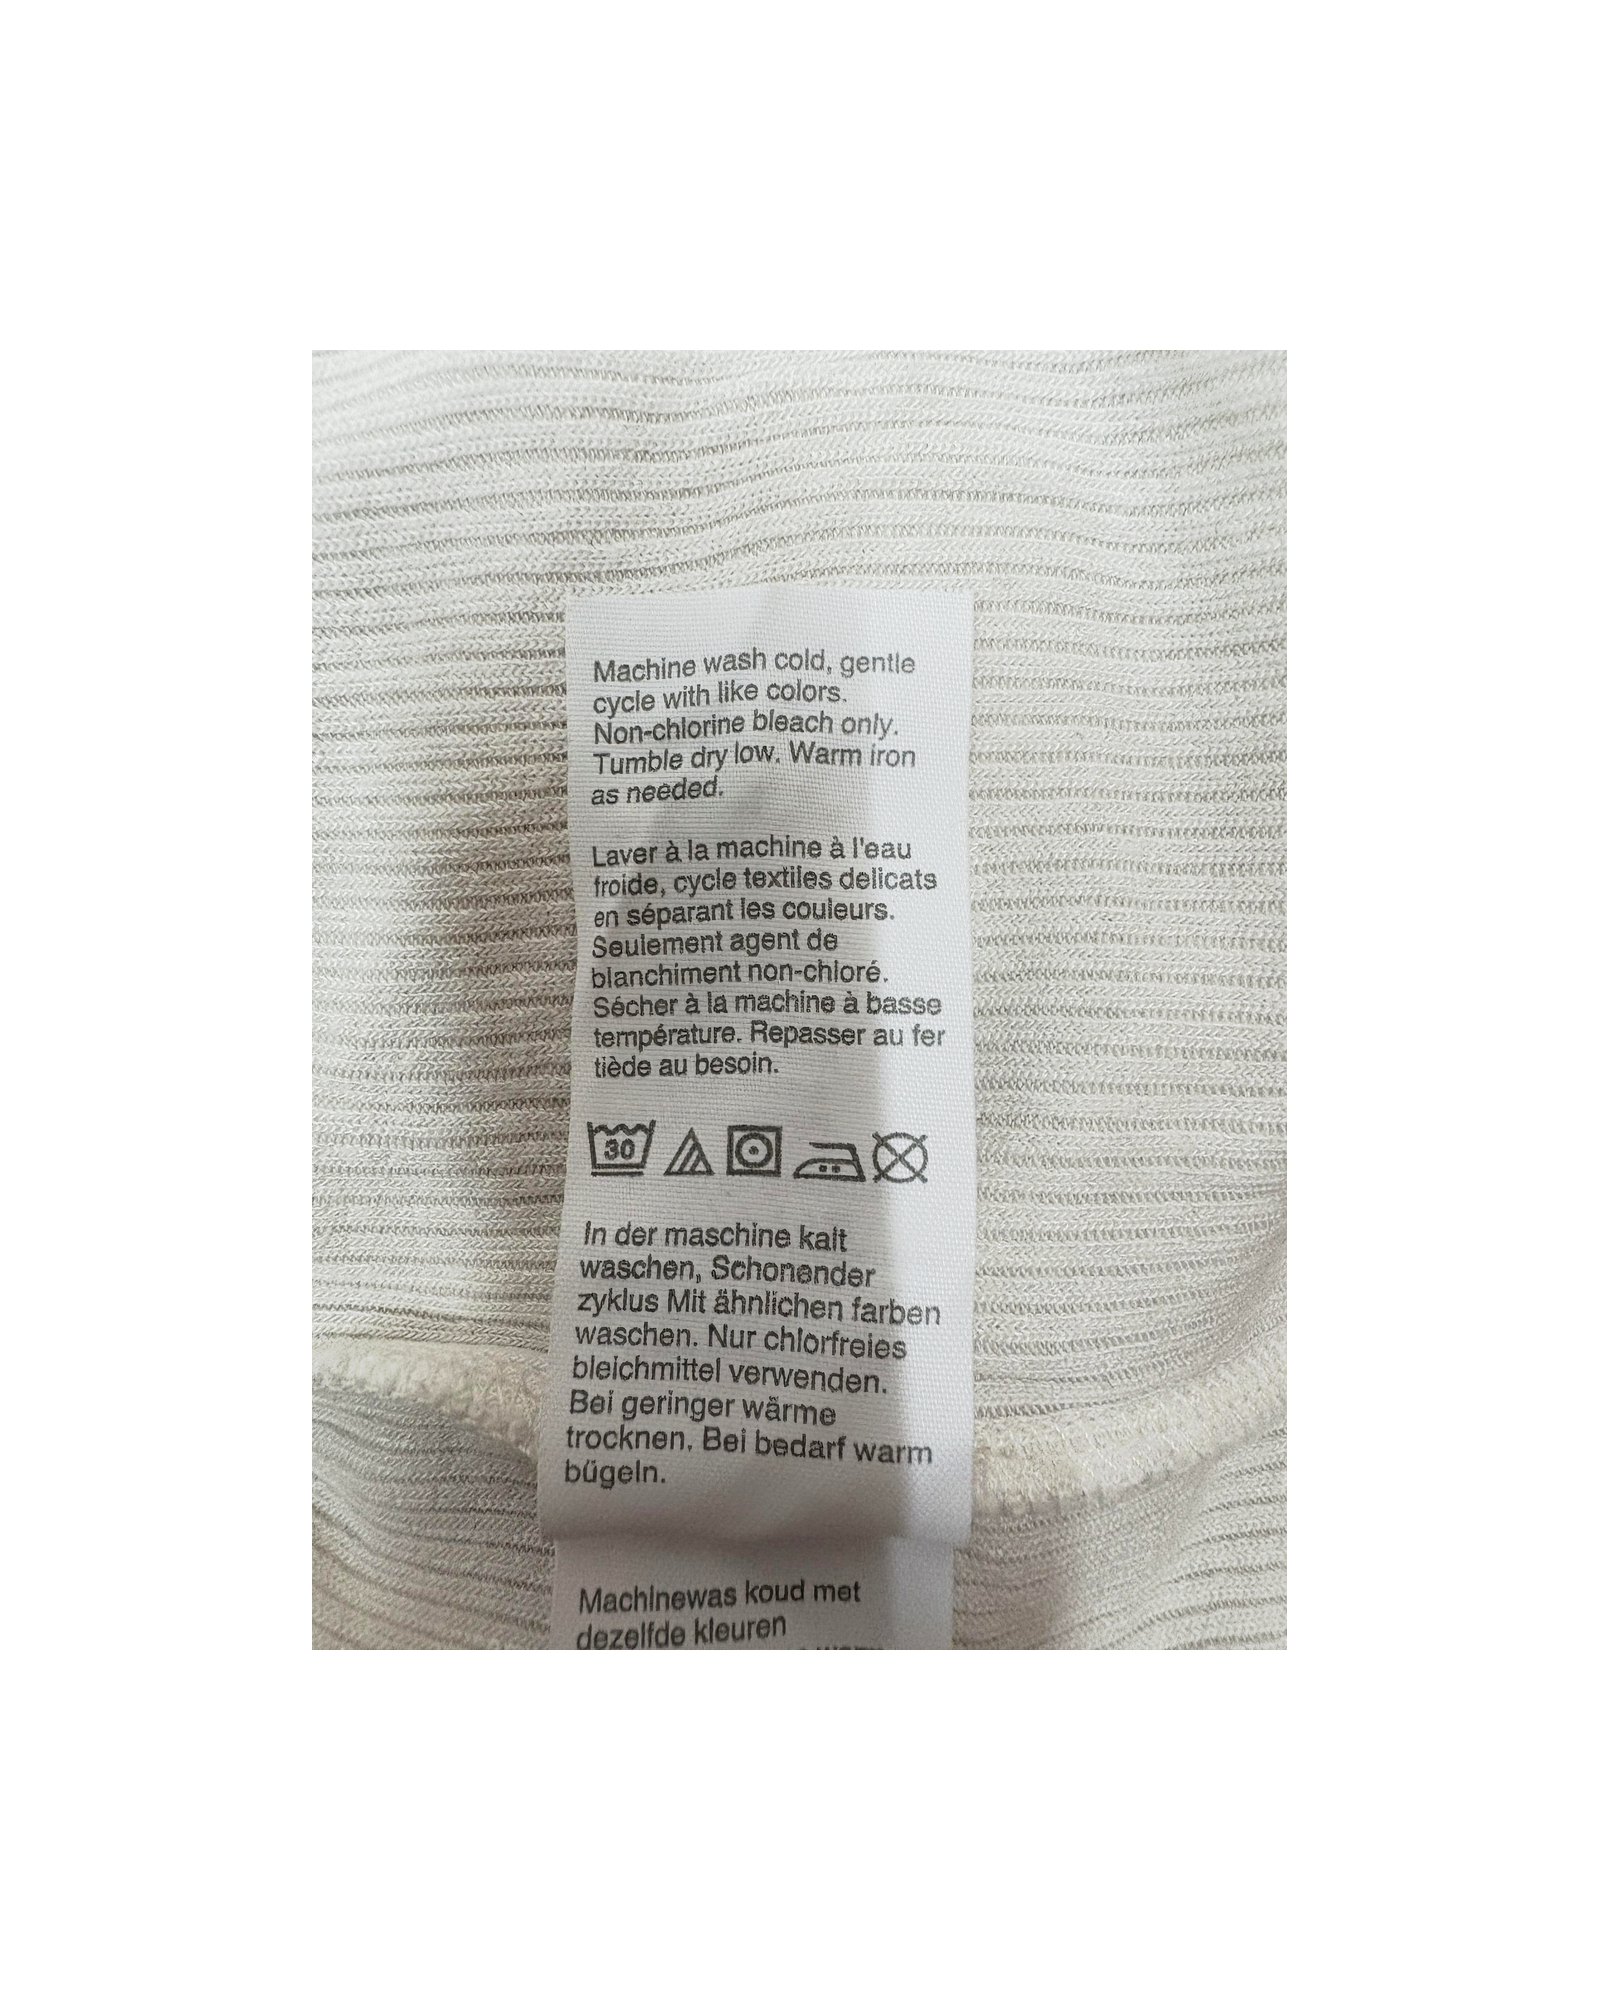 Machine wash cold, gentle
cycle with like colors.
Non-chlorine bleach only.
Tumble dry low. Warm iron
as needed.
Laver à la machine à l'eau
froide, cycle textiles delicats
en séparant les couleurs.
Seulement agent de
blanchiment non-chloré.
Sécher à la machine à basse
température. Repasser au fer
tiède au besoin.
30
In der maschine kalt
waschen, Schonender
zyklus Mit ähnlichen farben
waschen. Nur chlorfreies
bleichmittel verwenden.
Bei geringer wärme
trocknen. Bei bedarf warm
bügeln.
Machinewas koud met
dezelfde kleuren